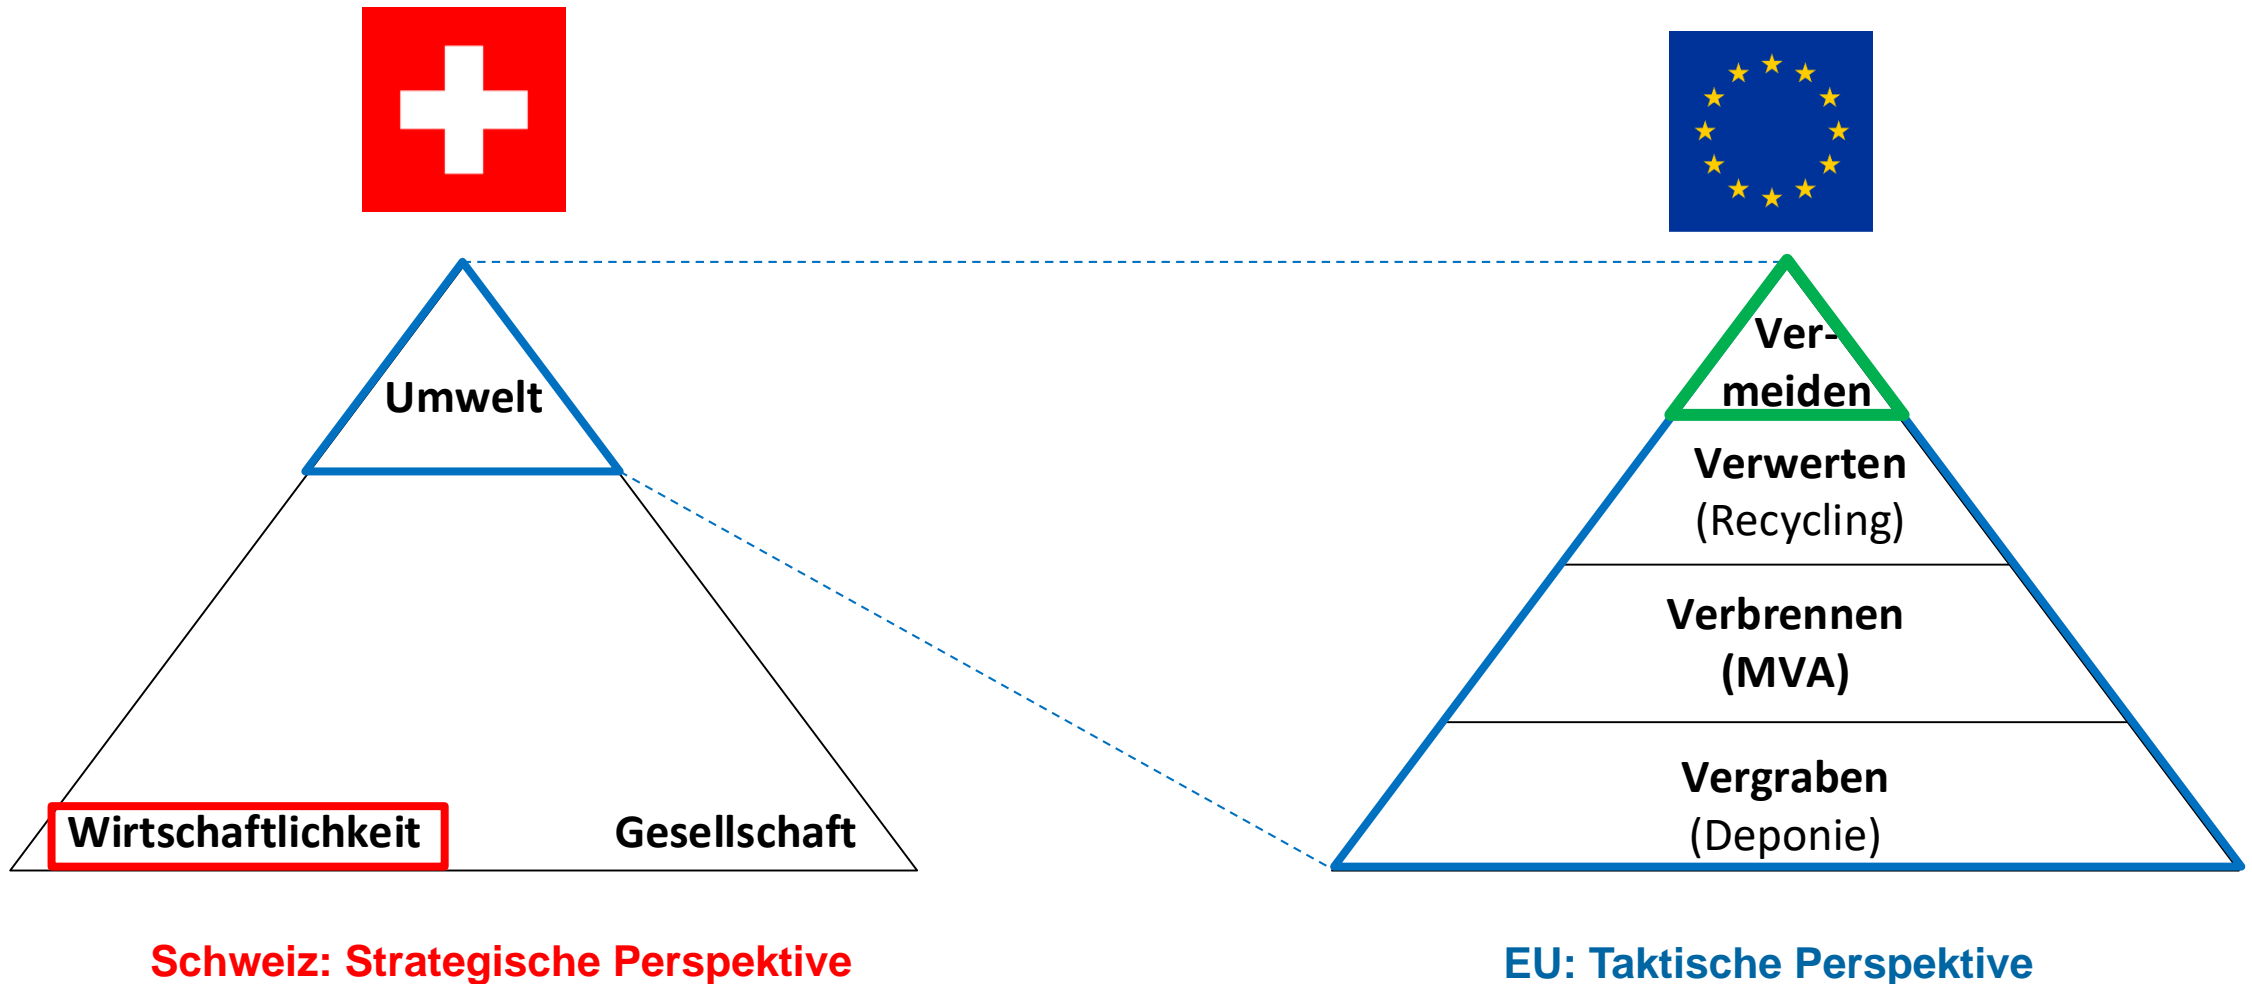 Umwelt
Wirtschaftlichkeit
Gesellschaft
Schweiz: Strategische Perspektive
Ver-
meiden
Verwerten
(Recycling)
Verbrennen
(MVA)
Vergraben
(Deponie)
EU: Taktische Perspektive